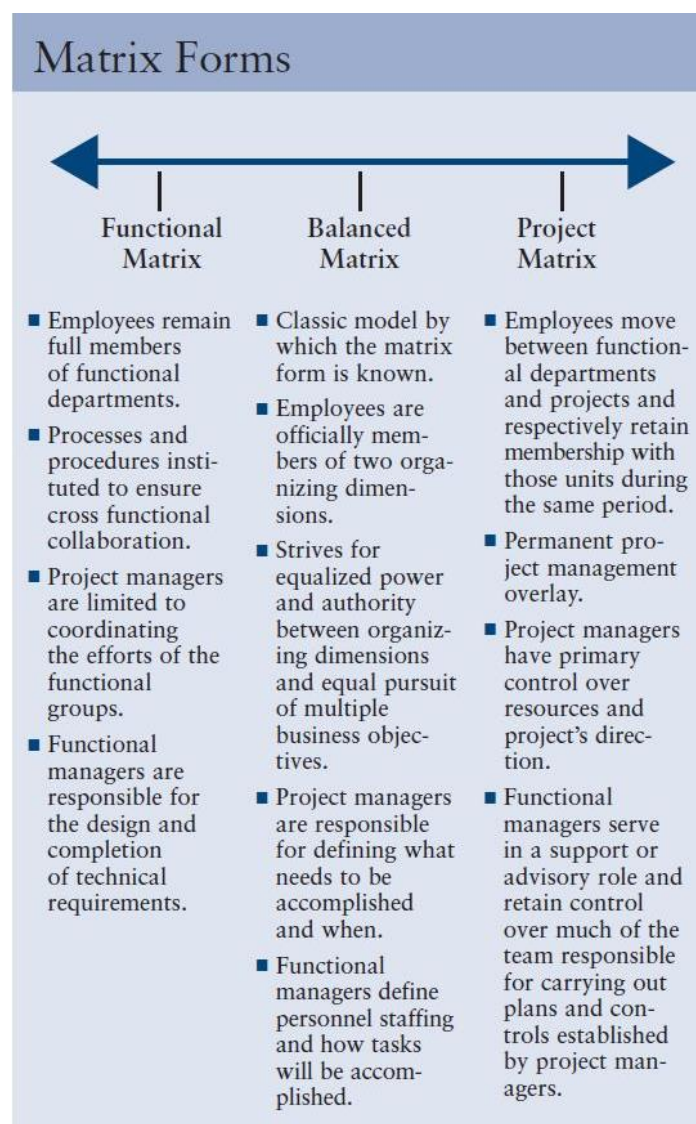 Matrix Forms
Functional
Matrix
Balanced
Matrix
Project
Matrix
■ Employees remain
full members
of functional
departments.
■ Processes and
procedures insti-
tuted to ensure
cross functional
collaboration.
■ Project managers
are limited to
coordinating
the efforts of the
functional
groups.
■ Functional
managers are
responsible for
the design and
completion
of technical
requirements.
■ Classic model by
which the matrix
form is known.
■ Employees are
officially mem-
bers of two orga-
nizing dimen-
sions.
■ Strives for
equalized power
and authority
between organiz-
ing dimensions
and equal pursuit
of multiple
business objec-
tives.
■ Project managers
are responsible
for defining what
needs to be
accomplished
and when.
■ Functional
managers define
personnel staffing
and how tasks
will be accom-
plished.
■ Employees move
between function-
al departments
and projects and
respectively retain
membership with
those units during
the same period.
■ Permanent pro-
ject management
overlay.
■ Project managers
have primary
control over
resources and
project’s direc-
tion.
■ Functional
managers serve
in a support or
advisory role and
retain control
over much of the
team responsible
for carrying out
plans and con-
trols established
by project man-
agers.